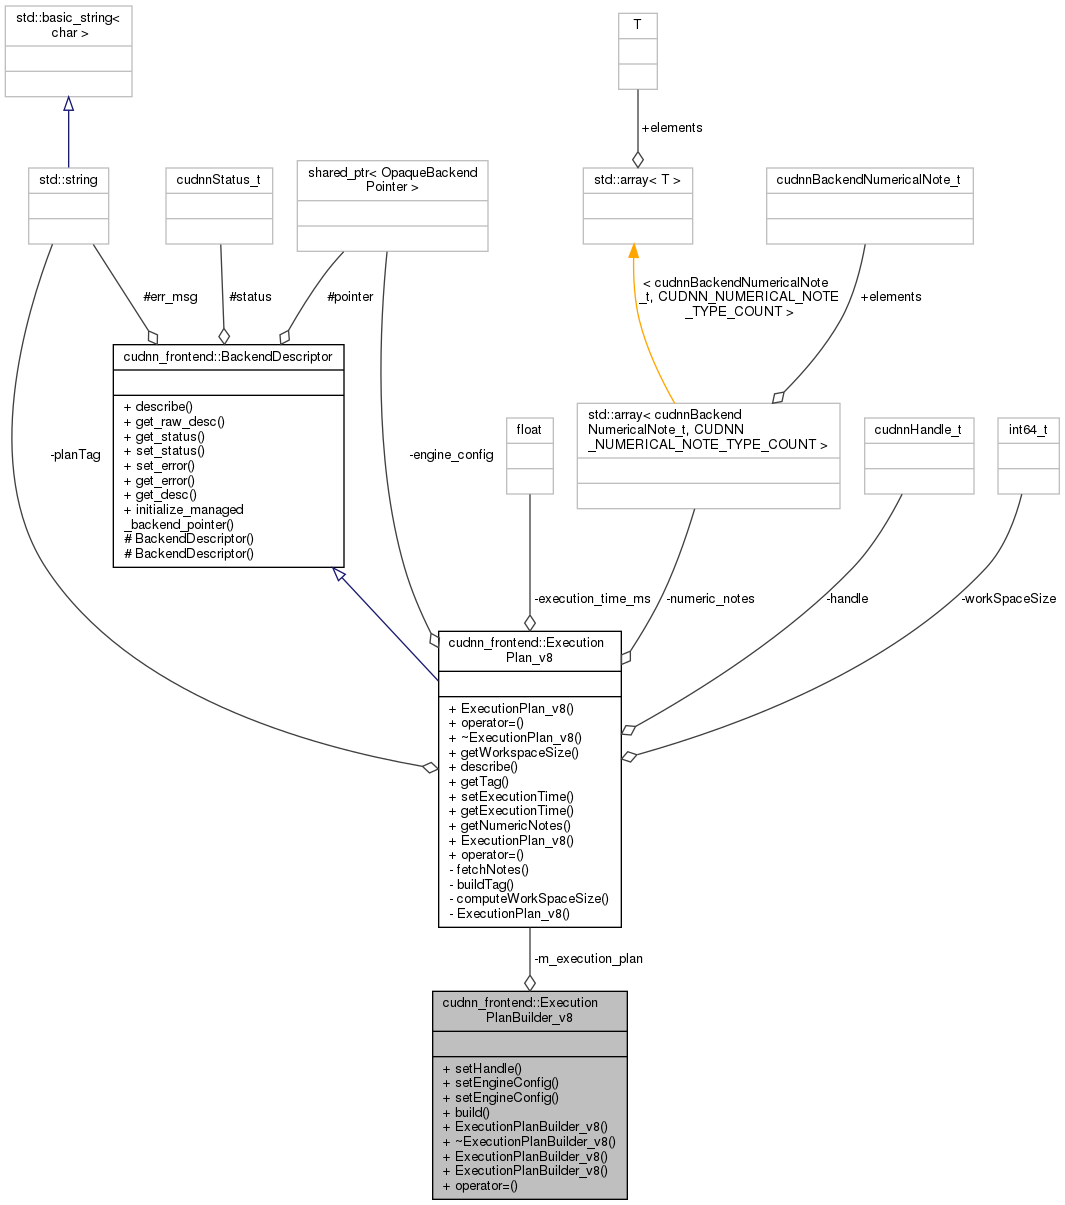 std::basic_string<
char >
T
+elements
std::string
cudnnStatus_t
shared_ptr< OpaqueBackend
Pointer >
std::array< T >
cudnnBackendNumericalNote_t
#err_msg
#status
#pointer
< cudnnBackendNumericalNote
_t, CUDNN_NUMERICAL_NOTE
_TYPE_COUNT >
+elements
cudnn_frontend::BackendDescriptor
+ describe()
+ get_raw_desc()
+ get_status()
+ set_status()
+ set_error()
+ get_error()
+ get_desc()
+ initialize_managed
_backend_pointer()
# BackendDescriptor()
# BackendDescriptor()
-planTag
-engine_config
float
std::array< cudnnBackend
NumericalNote_t, CUDNN
_NUMERICAL_NOTE_TYPE_COUNT >
cudnnHandle_t
int64_t
-execution_time_ms
-numeric_notes
-handle
-workSpaceSize
cudnn_frontend::Execution
Plan_v8
+ ExecutionPlan_v8()
+ operator=()
+ ~ExecutionPlan_v8()
+ getWorkspaceSize()
+ describe()
+ getTag()
+ setExecutionTime()
+ getExecutionTime()
+ getNumericNotes()
+ ExecutionPlan_v8()
+ operator=()
- fetchNotes()
- buildTag()
- computeWorkSpaceSize()
- ExecutionPlan_v8()
-m_execution_plan
cudnn_frontend::Execution
PlanBuilder_v8
+ setHandle()
+ setEngineConfig()
+ setEngineConfig()
+ build()
+ ExecutionPlanBuilder_v8()
+ ~ExecutionPlanBuilder_v8()
+ ExecutionPlanBuilder_v8()
+ ExecutionPlanBuilder_v8()
+ operator=()